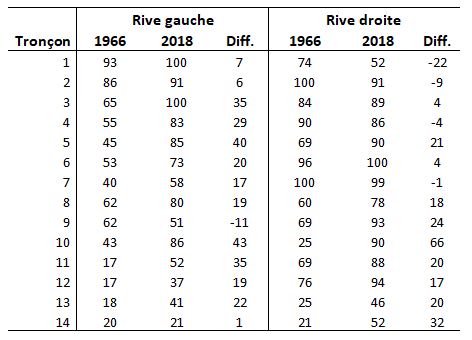 Rive gauche Rive droite
Tronçon 1966 2018 Diff. 1966 2018 Diff.
1 93 100 7 74 52 -22
2 86 91 6 100 91 -9
3 65 100 35 84 89 4
4 55 83 29 90 86 -4
5 45 85 40 69 90 21
6 53 73 20 96 100 4
7 40 58 17 100 99 -1
8 62 80 19 60 78 18
9 62 51 -11 69 93 24
10 43 86 43 25 90 66
11 17 52 35 69 88 20
12 17 37 19 76 94 17
13 18 41 22 25 46 20
14 20 21 1 21 52 32